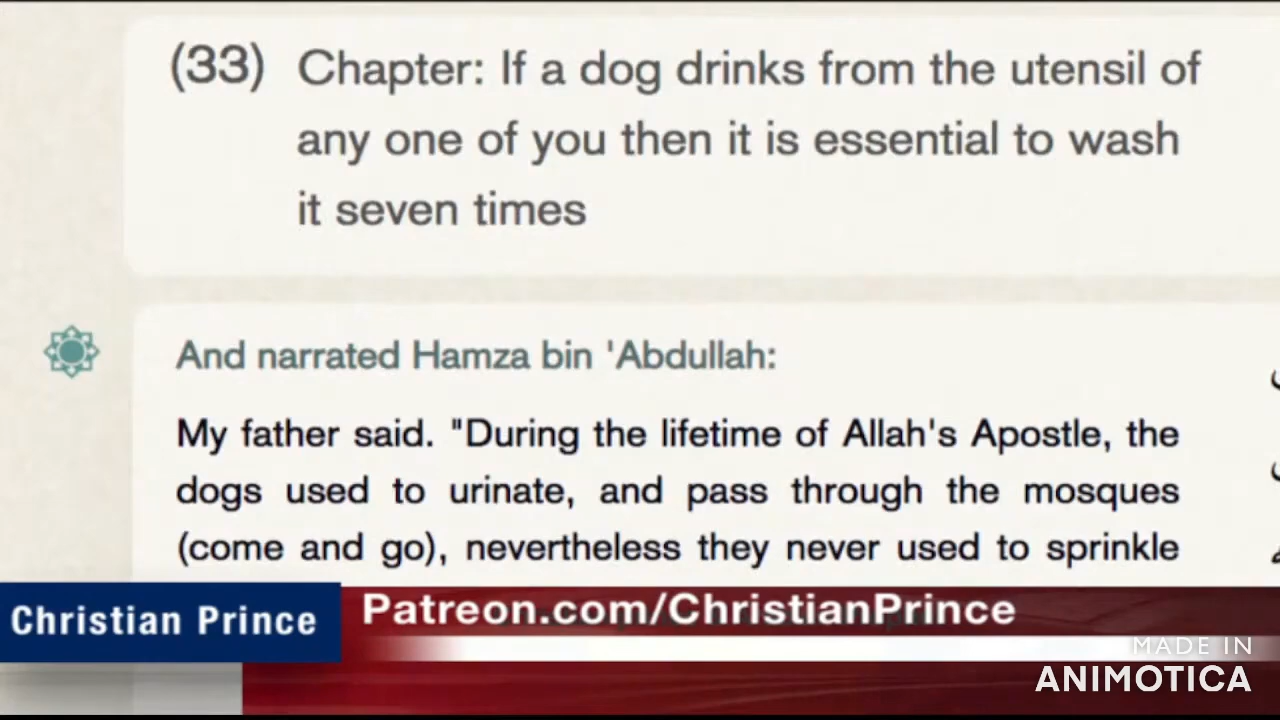 (33) Chapter: If a dog drinks from the utensil of
any one of you then it is essential to wash
it seven times
And narrated Hamza bin 'Abdullah:
My father said. "During the lifetime of Allah's Apostle, the
dogs used to urinate, and pass through the mosques
(come and go), nevertheless they never used to sprinkle
Christian Prince
Patreon.com/ChristianPrince
MADE IN
ANIMOTICA